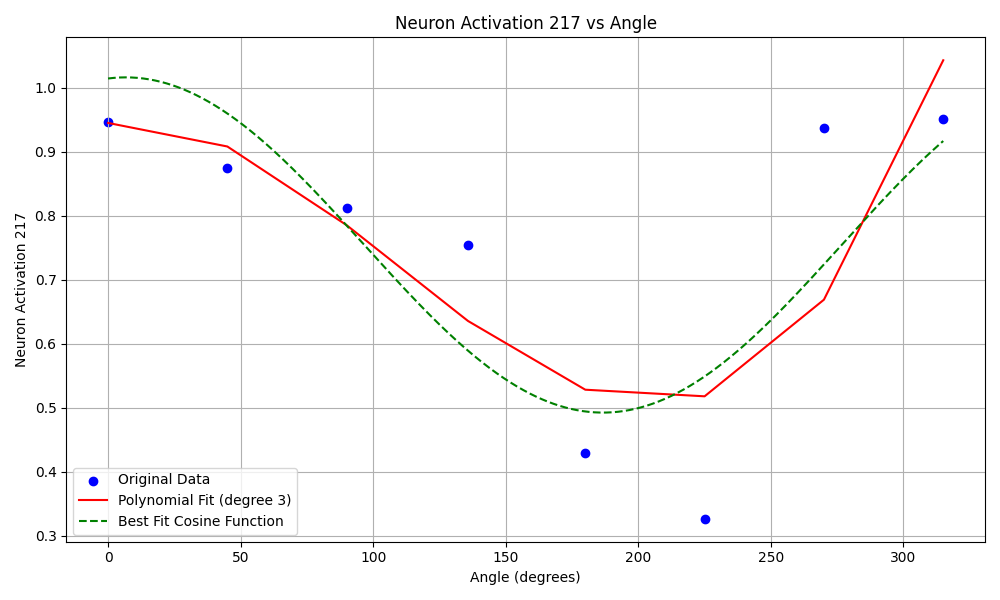 Neuron Activation 217 vs Angle
Neuron Activation 217
1.0
0.9
0.8
0.7
0.6
0.5
0.4
0.3
Original Data
Polynomial Fit (degree 3)
Best Fit Cosine Function
0 50 100 150 200 250 300
Angle (degrees)